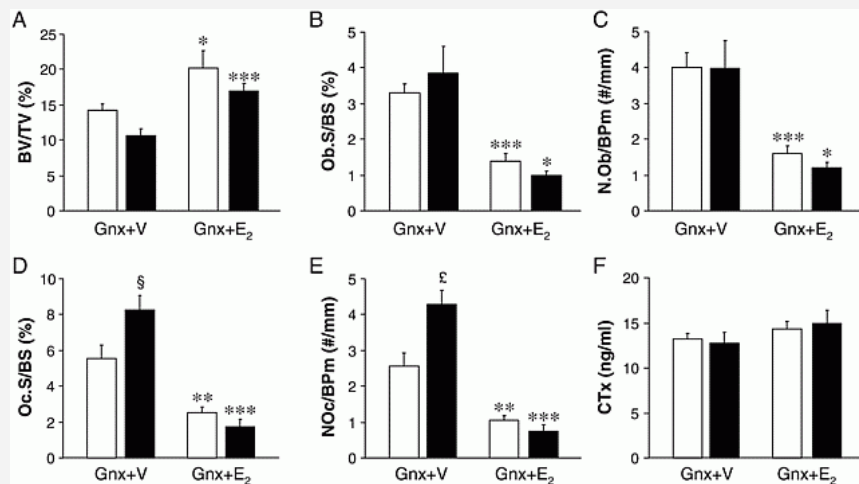 A
BV/TV (%)
25
20
15
10
5
0
*
***
Gnx+V
Gnx+E2
B
Ob.S/BS (%)
5
4
3
2
1
0
***
*
Gnx+V
Gnx+E2
C
N.Ob/BPm (#/mm)
5
4
3
2
1
0
***
*
Gnx+V
Gnx+E2
D
Oc.S/BS (%)
10
8
6
4
2
0
§
**
***
Gnx+V
Gnx+E2
E
NOc/BPm (#/mm)
5
4
3
2
1
0
£
**
***
Gnx+V
Gnx+E2
F
CTx (ng/ml)
20
15
10
5
0
Gnx+V
Gnx+E2